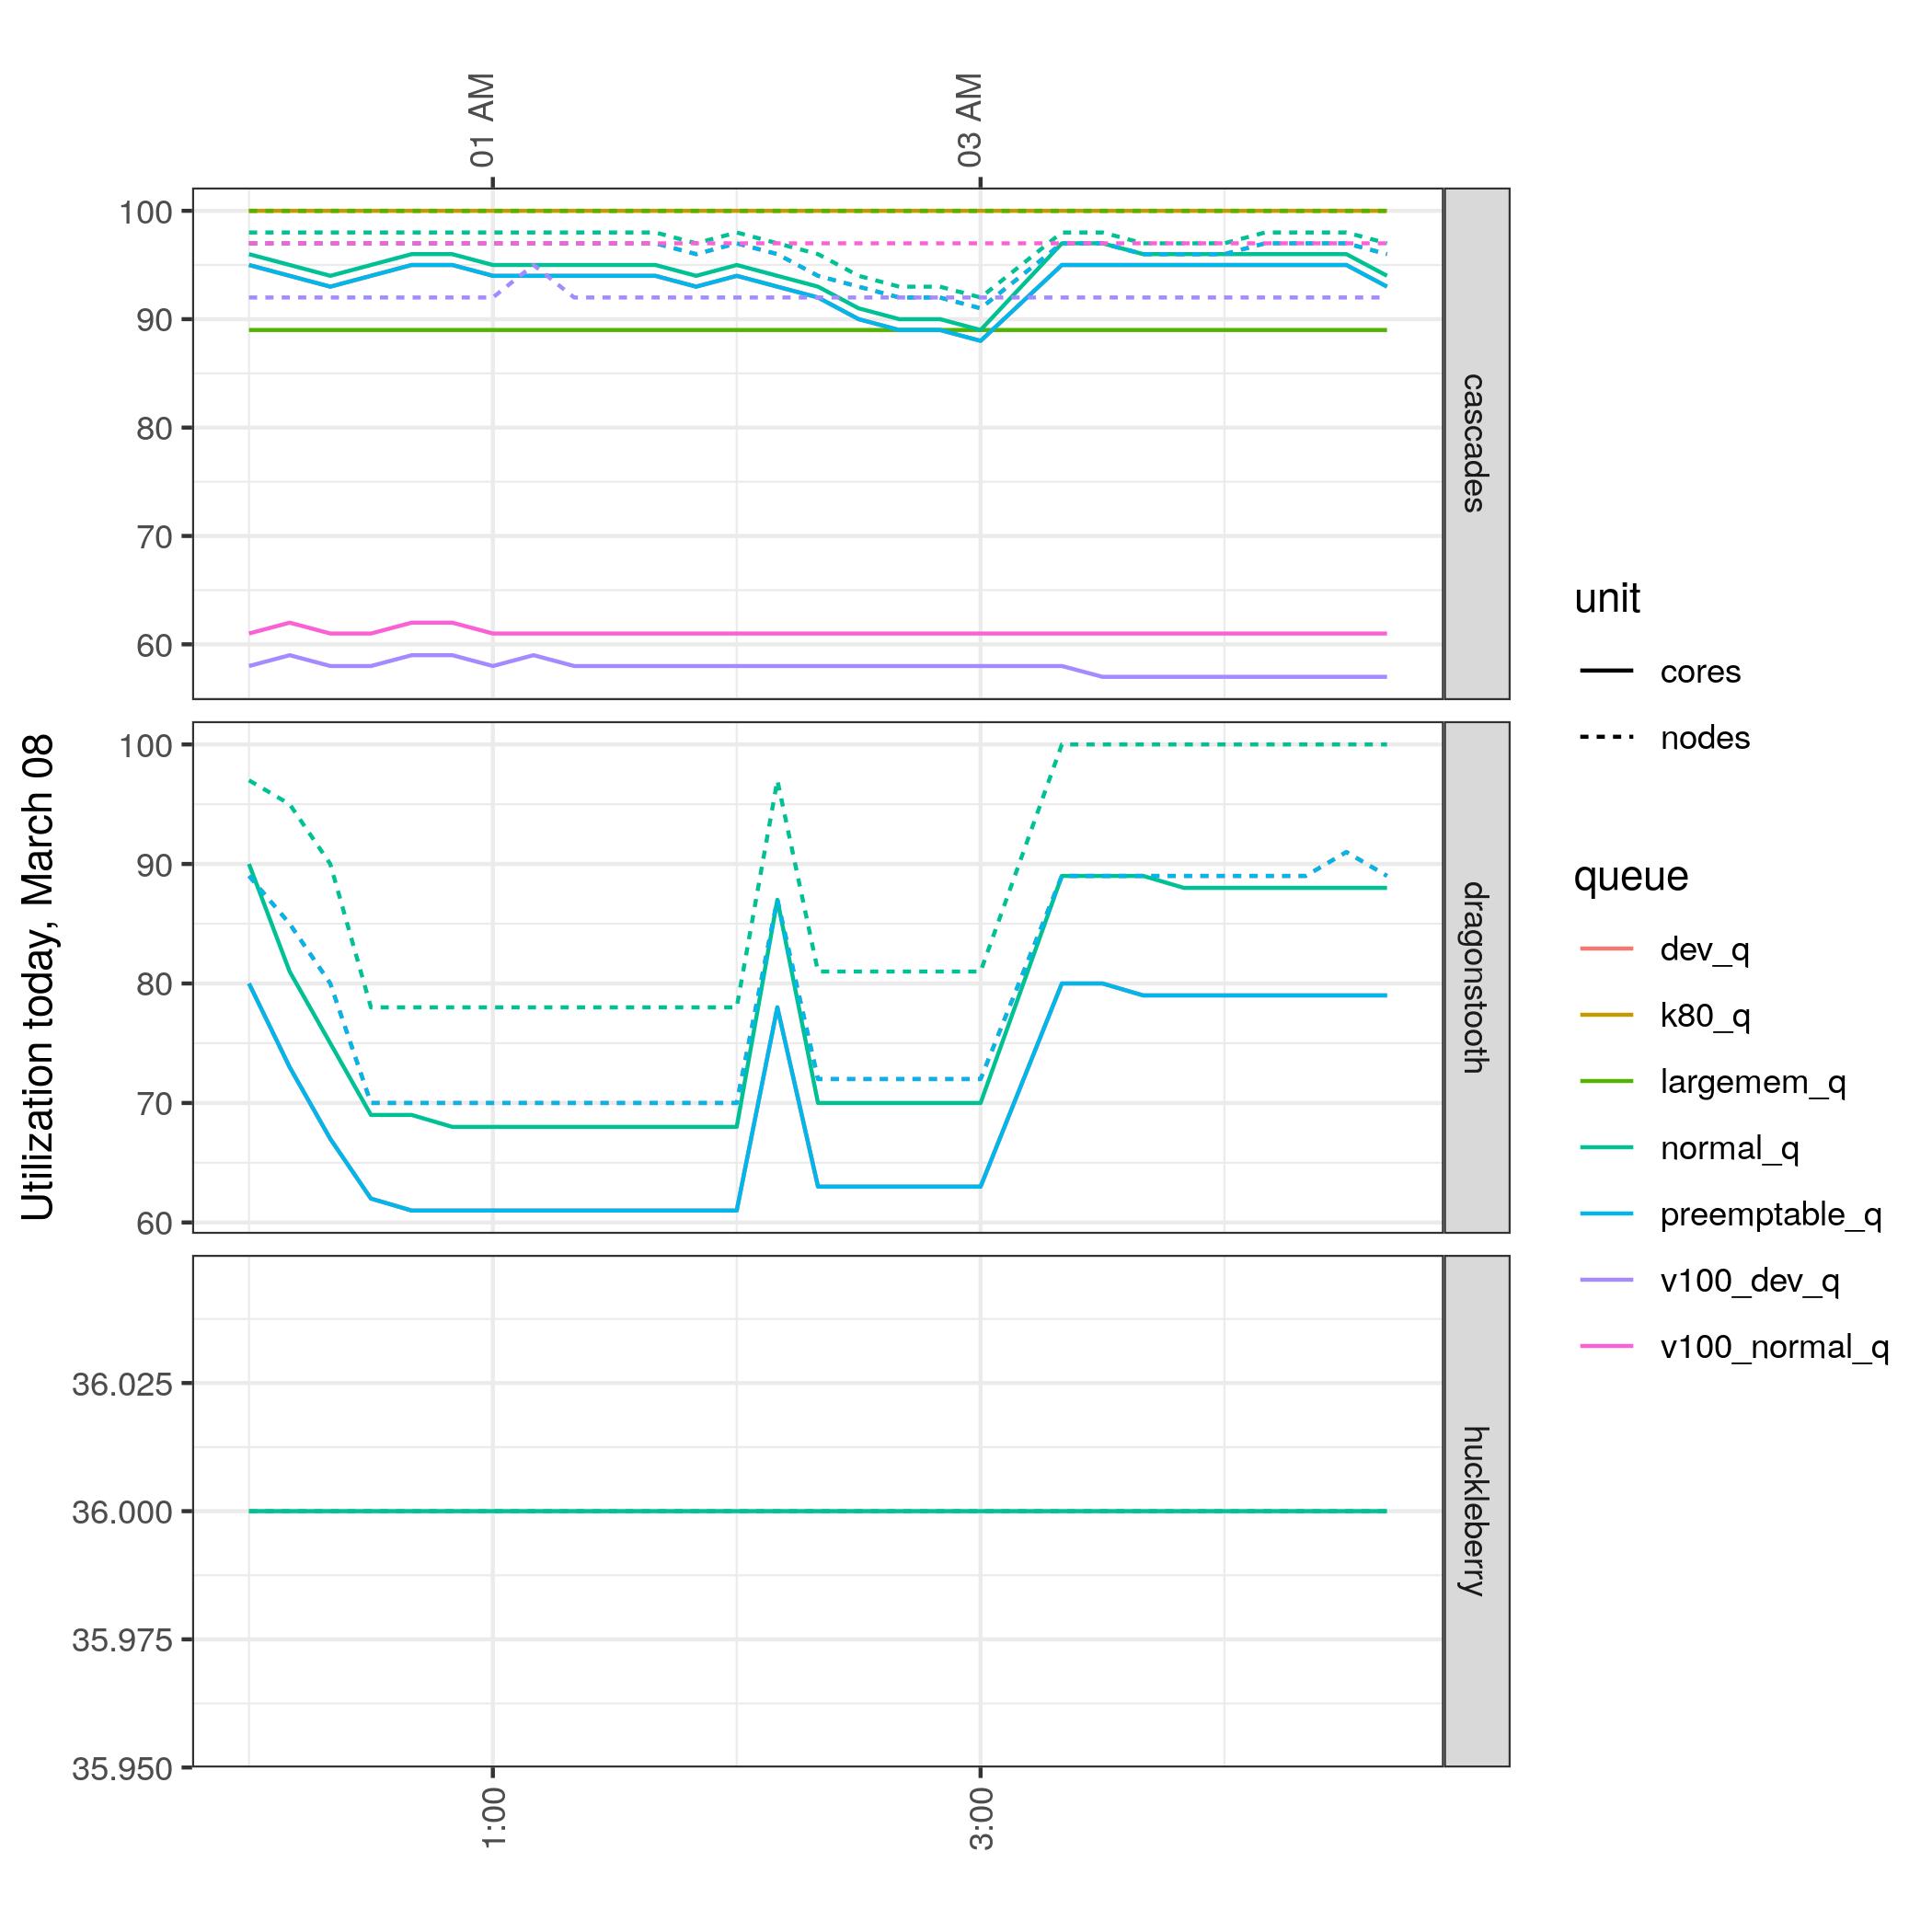 01 AM
03 AM
Utilization today, March 08
100
90
80
70
60
cascades
100
90
80
70
60
dragonstooth
36.025
36.000
35.975
35.950
huckleberry
1:00
3:00
unit
cores
nodes
queue
dev_q
k80_q
largemem_q
normal_q
preemptable_q
v100_dev_q
v100_normal_q